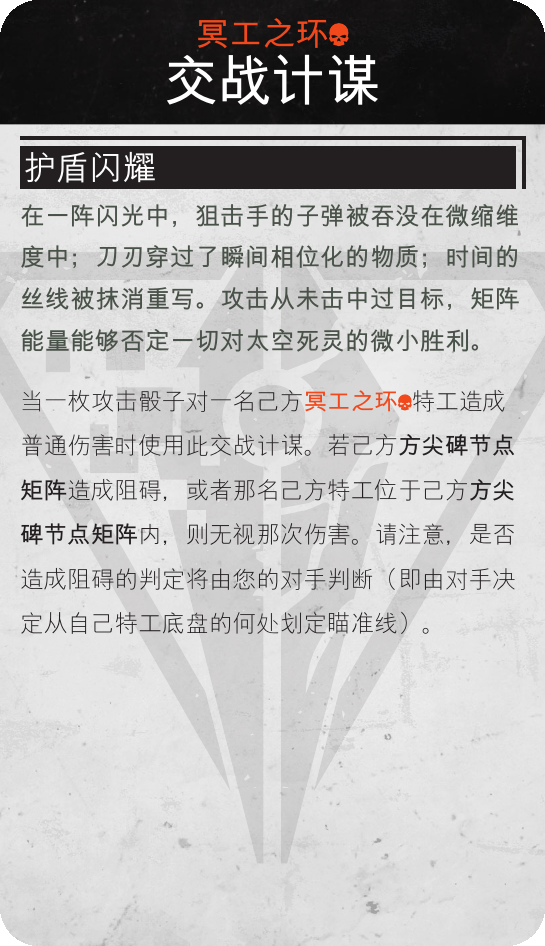 冥工之环
交战计谋
护盾闪耀
在一阵闪光中，狙击手的子弹被吞没在微缩维
度中；刀刃穿过了瞬间相位化的物质；时间的
丝线被抹消重写。攻击从未击中过目标，矩阵
能量能够否定一切对太空死灵的微小胜利。
当一枚攻击骰子对一名己方冥工之环特工造成
普通伤害时使用此交战计谋。若己方方尖碑节点
矩阵造成阻碍，或者那名己方特工位于己方方尖
碑节点矩阵内，则无视那次伤害。请注意，是否
造成阻碍的判定将由您的对手判断（即由对手决
定从自己特工底盘的何处划定瞄准线）。